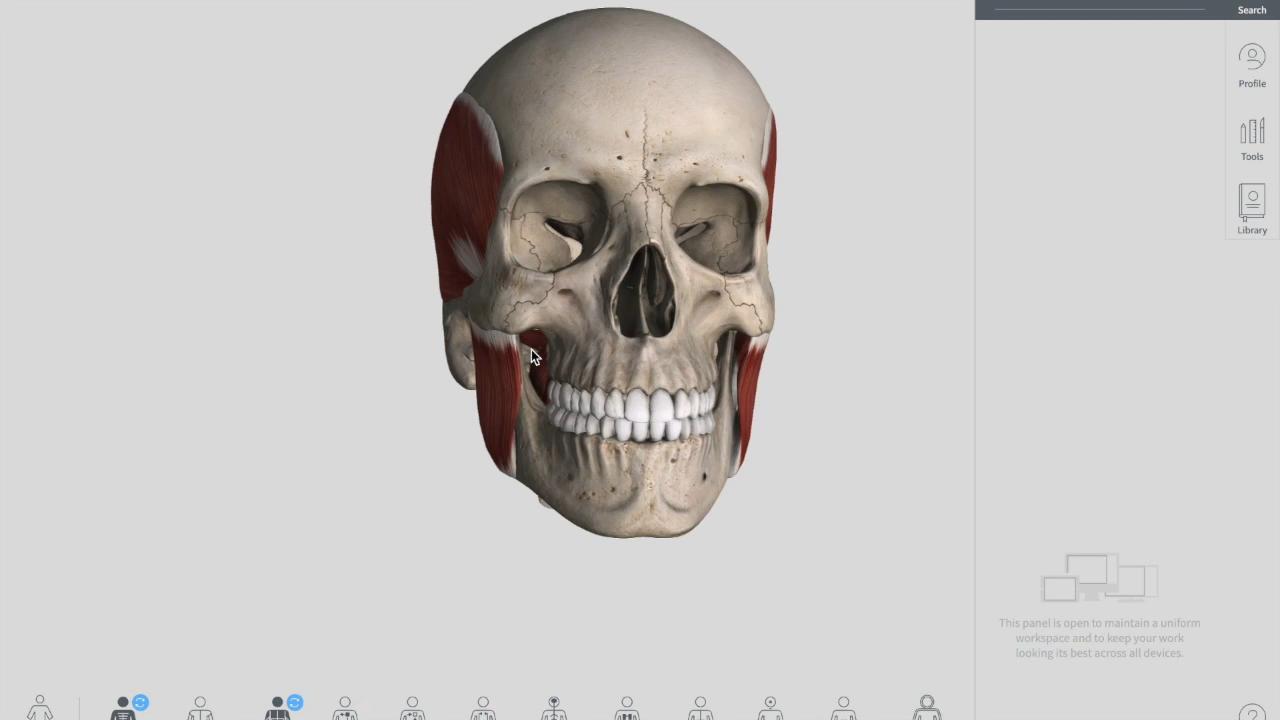 Search
Profile
Tools
Library
This panel is open to maintain a uniform
workspace and to keep your work
looking its best across all devices.
?